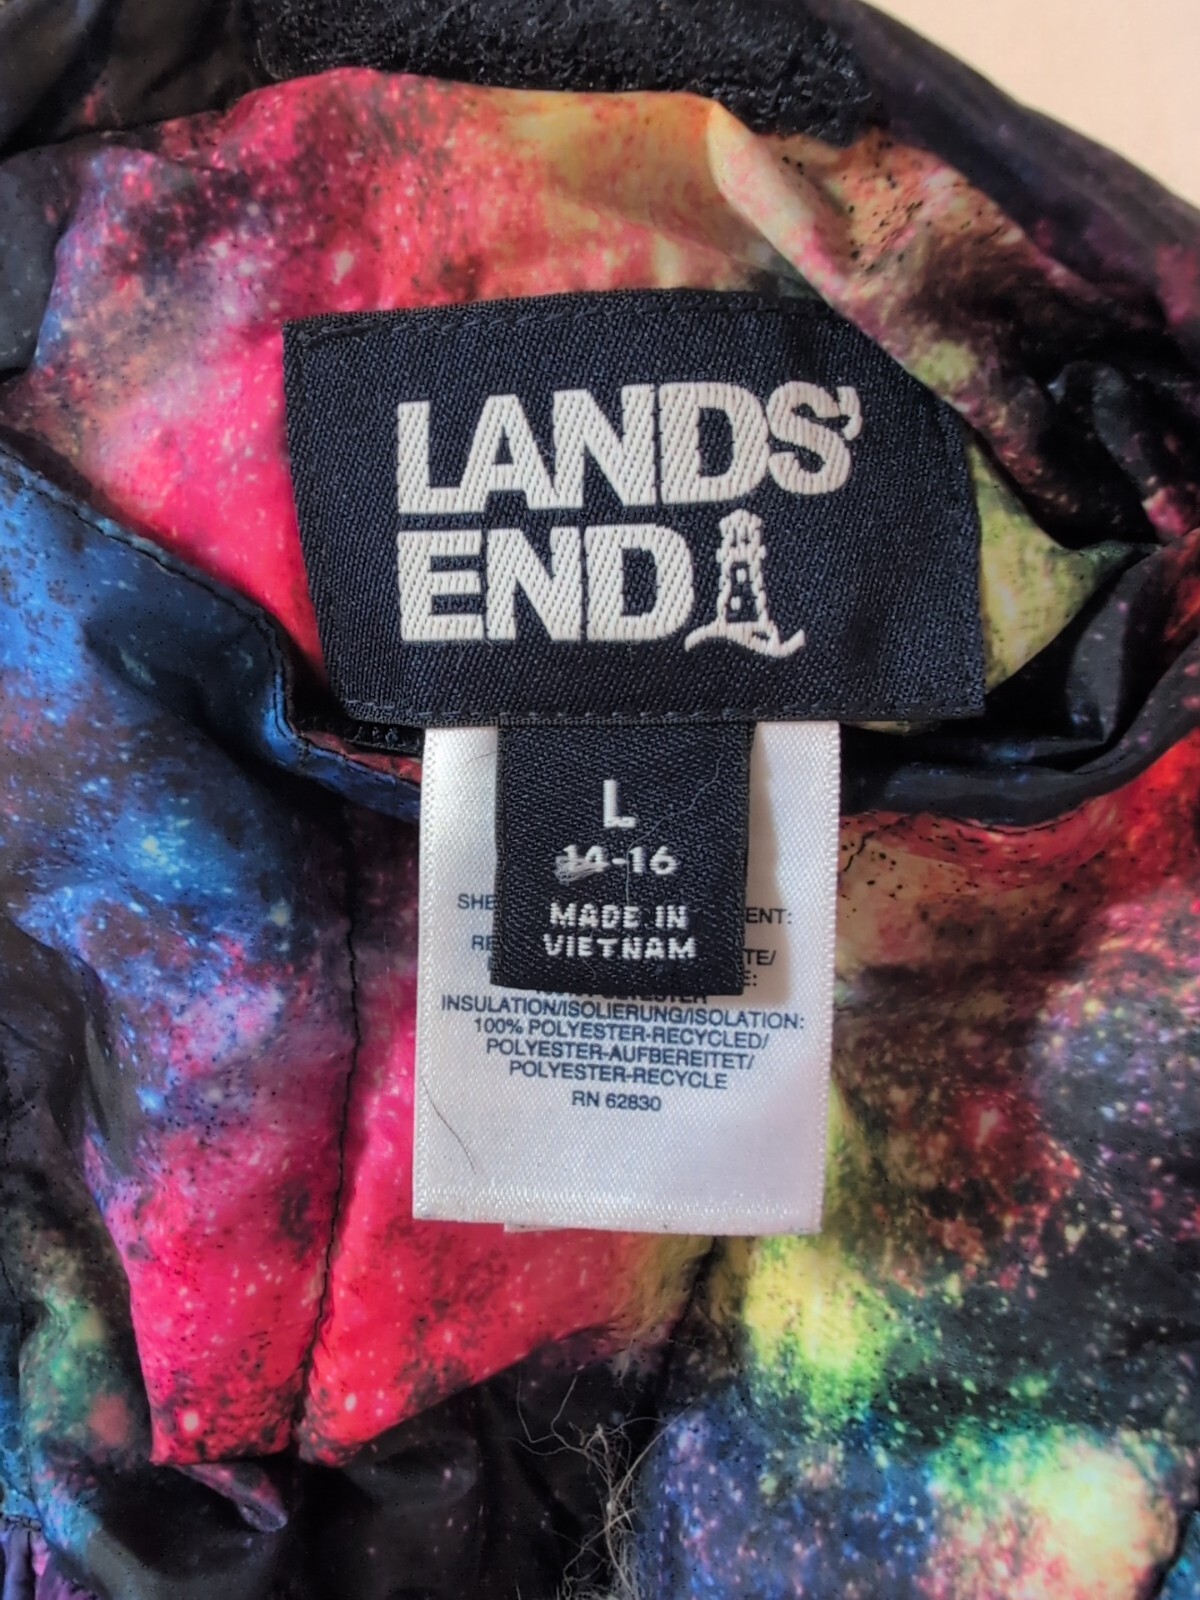 LANDS'
END
L
14-16
MADE IN
VIETNAM
INSULATION/ISOLIERUNG/ISOLATION:
100% POLYESTER-RECYCLED/
POLYESTER-AUFBEREITET/
POLYESTER-RECYCLE
RN 62830